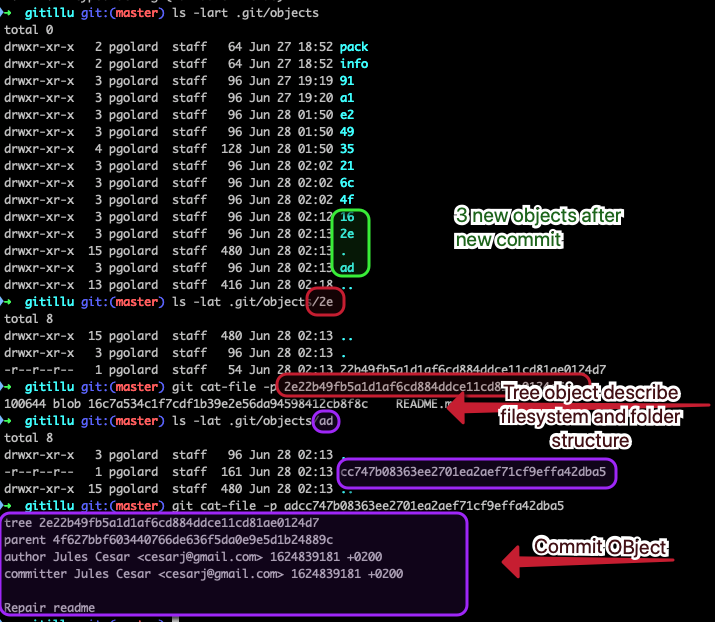 → gitillu git:(master) ls -lart .git/objects
total 0
drwxr-xr-x 2 pgolard staff 64 Jun 27 18:52 pack
drwxr-xr-x 2 pgolard staff 64 Jun 27 18:52 info
drwxr-xr-x 3 pgolard staff 96 Jun 27 19:19 91
drwxr-xr-x 3 pgolard staff 96 Jun 27 19:20 a1
drwxr-xr-x 3 pgolard staff 96 Jun 28 01:50 e2
drwxr-xr-x 3 pgolard staff 96 Jun 28 01:50 49
drwxr-xr-x 4 pgolard staff 128 Jun 28 01:50 35
drwxr-xr-x 3 pgolard staff 96 Jun 28 02:02 21
drwxr-xr-x 3 pgolard staff 96 Jun 28 02:02 6c
drwxr-xr-x 3 pgolard staff 96 Jun 28 02:02 4f
drwxr-xr-x 3 pgolard staff 96 Jun 28 02:12 16
drwxr-xr-x 3 pgolard staff 96 Jun 28 02:13 2e
drwxr-xr-x 15 pgolard staff 480 Jun 28 02:13 .
drwxr-xr-x 3 pgolard staff 96 Jun 28 02:13 ad
drwxr-xr-x 13 pgolard staff 416 Jun 28 02:18 ..
3 new objects after
new commit
→ gitillu git:(master) ls -lat .git/objects/2e
total 8
drwxr-xr-x 15 pgolard staff 480 Jun 28 02:13 ..
drwxr-xr-x 3 pgolard staff 96 Jun 28 02:13 .
-r--r--r-- 1 pgolard staff 54 Jun 28 02:13 22b49fb5a1d1af6cd884ddce11cd81ae0124d7
→ gitillu git:(master) git cat-file -p 2e22b49fb5a1d1af6cd884ddce11cd81ae0124d7
100644 blob 16c7a534c1f7cdf1b39e2e56da94598412cb8f8c README.m
Tree object describe
filesystem and folder
structure
→ gitillu git:(master) ls -lat .git/objects/ad
total 8
drwxr-xr-x 3 pgolard staff 96 Jun 28 02:13 .
-r--r--r-- 1 pgolard staff 161 Jun 28 02:13 cc747b08363ee2701ea2aef71cf9effa42dba5
drwxr-xr-x 15 pgolard staff 480 Jun 28 02:13 ..
→ gitillu git:(master) git cat-file -p adcc747b08363ee2701ea2aef71cf9effa42dba5
tree 2e22b49fb5a1d1af6cd884ddce11cd81ae0124d7
parent 4f627bbf603440766de636f5da0e9e5d1b24889c
author Jules Cesar <cesarj@gmail.com> 1624839181 +0200
committer Jules Cesar <cesarj@gmail.com> 1624839181 +0200
Commit OBject
Repair readme